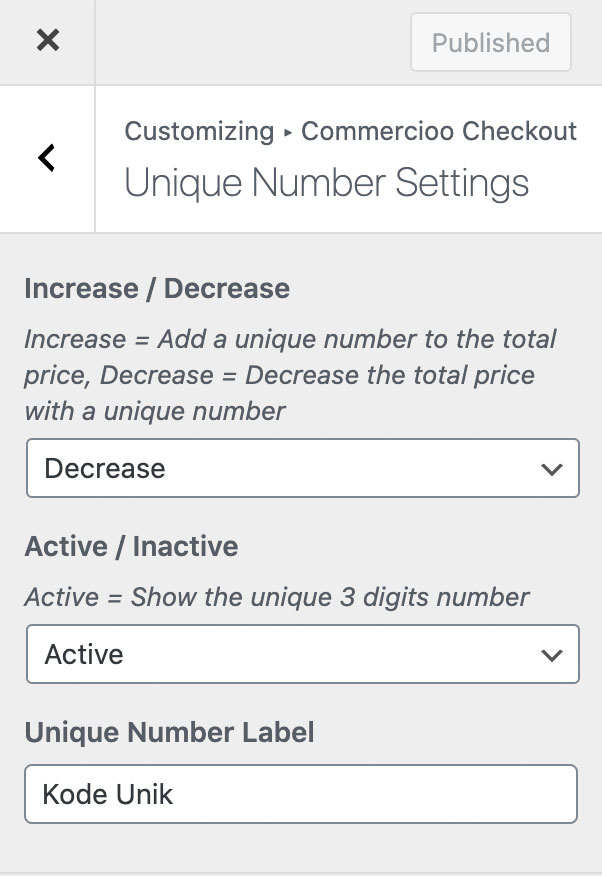 Published
Customizing ▸ Commercioo Checkout
Unique Number Settings
Increase / Decrease
Increase = Add a unique number to the total
price, Decrease = Decrease the total price
with a unique number
Decrease
Active / Inactive
Active = Show the unique 3 digits number
Active
Unique Number Label
Kode Unik